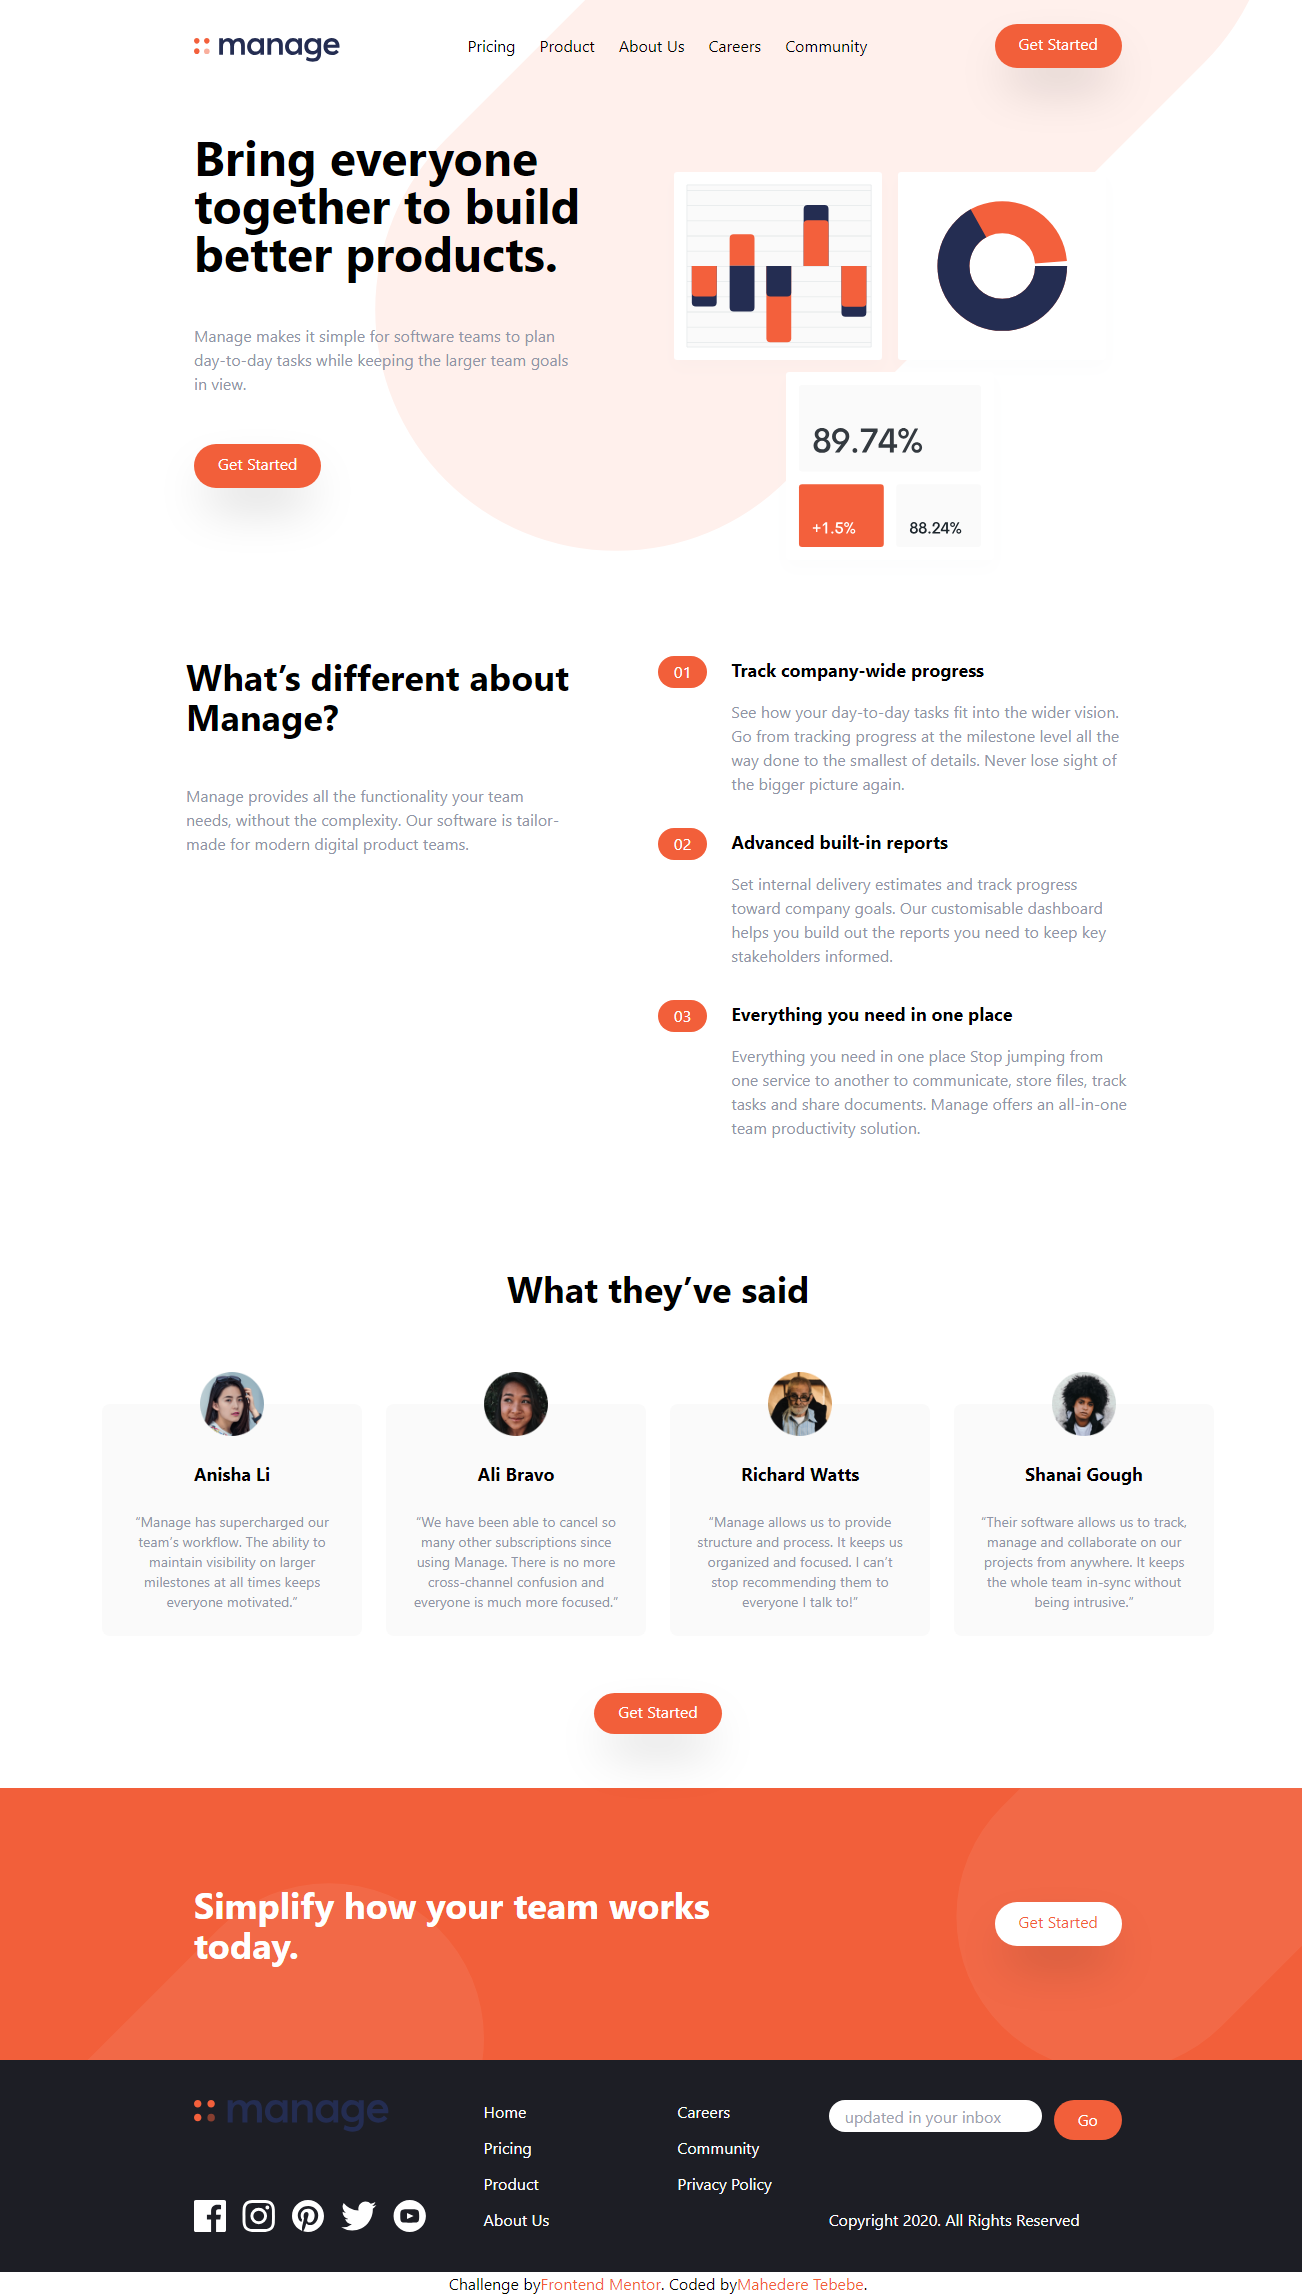 manage
Pricing Product About Us Careers Community
Get Started
Bring everyone
together to build
better products.
Manage makes it simple for software teams to plan
day-to-day tasks while keeping the larger team goals
in view.
Get Started
89.74%
+1.5%
88.24%
What’s different about
Manage?
Manage provides all the functionality your team
needs, without the complexity. Our software is tailor-
made for modern digital product teams.
01
Track company-wide progress
See how your day-to-day tasks fit into the wider vision.
Go from tracking progress at the milestone level all the
way done to the smallest of details. Never lose sight of
the bigger picture again.
02
Advanced built-in reports
Set internal delivery estimates and track progress
toward company goals. Our customisable dashboard
helps you build out the reports you need to keep key
stakeholders informed.
03
Everything you need in one place
Everything you need in one place Stop jumping from
one service to another to communicate, store files, track
tasks and share documents. Manage offers an all-in-one
team productivity solution.
What they’ve said
Anisha Li
“Manage has supercharged our
team’s workflow. The ability to
maintain visibility on larger
milestones at all times keeps
everyone motivated.”
Ali Bravo
“We have been able to cancel so
many other subscriptions since
using Manage. There is no more
cross-channel confusion and
everyone is much more focused.”
Richard Watts
“Manage allows us to provide
structure and process. It keeps us
organized and focused. I can’t
stop recommending them to
everyone I talk to!”
Shanai Gough
“Their software allows us to track,
manage and collaborate on our
projects from anywhere. It keeps
the whole team in-sync without
being intrusive.”
Get Started
Simplify how your team works
today.
Get Started
manage
Home
Pricing
Product
About Us
Careers
Community
Privacy Policy
updated in your inbox
Go
Copyright 2020. All Rights Reserved
Challenge byFrontend Mentor. Coded byMahedere Tebebe.